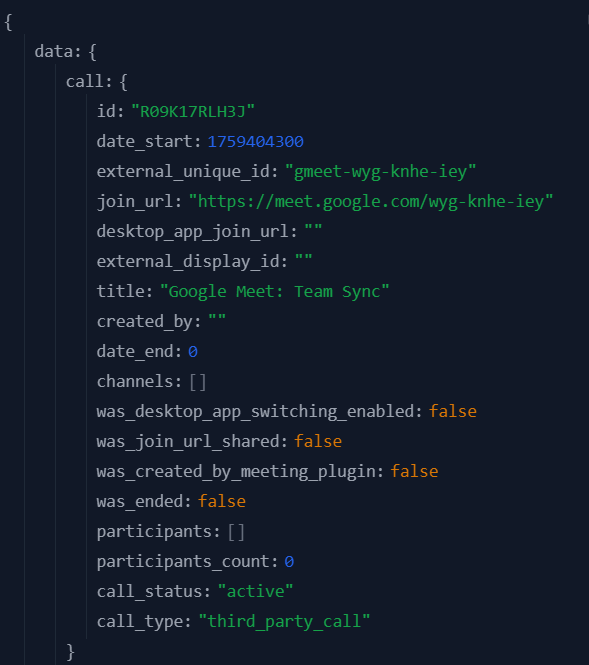 {
data: {
call: {
id: "R09K17RLH3J"
date_start: 1759404300
external_unique_id: "gmeet-wyg-knhe-iey"
join_url: "https://meet.google.com/wyg-knhe-iey"
desktop_app_join_url: ""
external_display_id: ""
title: "Google Meet: Team Sync"
created_by: ""
date_end: 0
channels: []
was_desktop_app_switching_enabled: false
was_join_url_shared: false
was_created_by_meeting_plugin: false
was_ended: false
participants: []
participants_count: 0
call_status: "active"
call_type: "third_party_call"
}